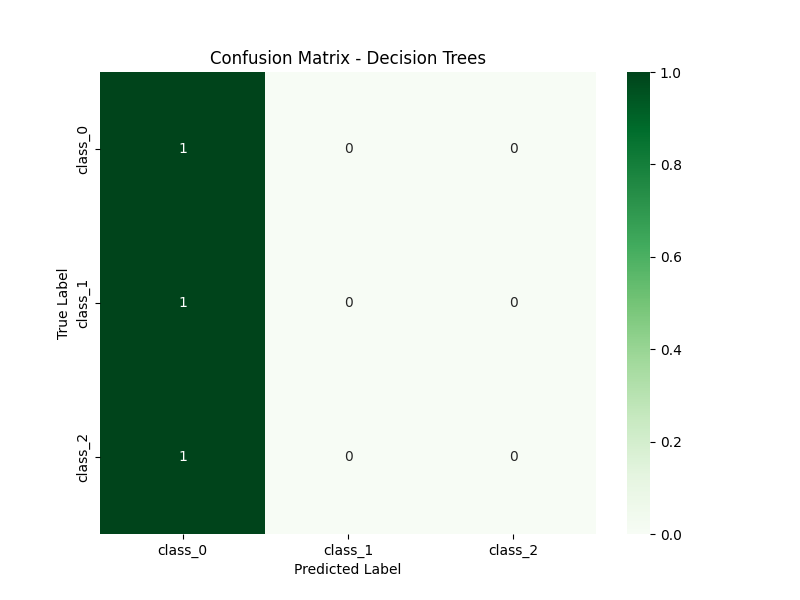 Confusion Matrix - Decision Trees
1.0
class_0
1 0 0
0.8
0.6
True Label
class_1
1 0 0
0.4
class_2
1 0 0
0.2
0.0
class_0 class_1 class_2
Predicted Label